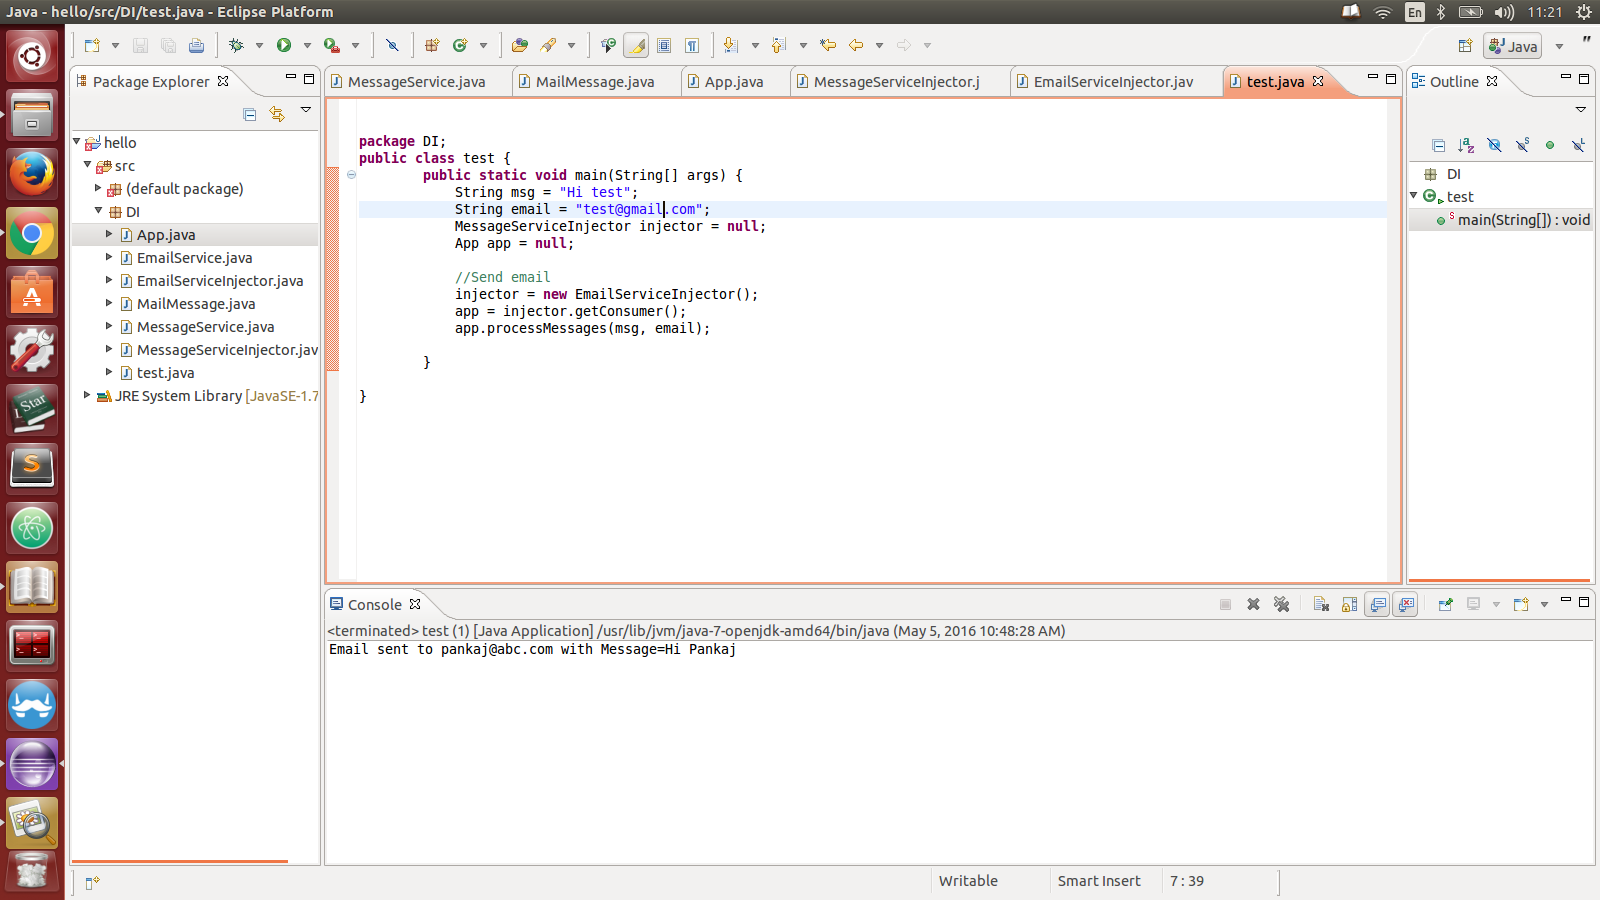 Java - hello/src/DI/test.java - Eclipse Platform
En
11:21
Java
Package Explorer
MessageService.java
MailMessage.java
App.java
MessageServiceInjector.j
EmailServiceInjector.jav
test.java
Outline
hello
src
(default package)
DI
App.java
EmailService.java
EmailServiceInjector.java
MailMessage.java
MessageService.java
MessageServiceInjector.jav
test.java
JRE System Library [JavaSE-1.7
package DI;
public class test {
public static void main(String[] args) {
String msg = "Hi test";
String email = "test@gmail.com";
MessageServiceInjector injector = null;
App app = null;
//Send email
injector = new EmailServiceInjector();
app = injector.getConsumer();
app.processMessages(msg, email);
}
}
DI
test
main(String[]) : void
Console
<terminated> test (1) [Java Application] /usr/lib/jvm/java-7-openjdk-amd64/bin/java (May 5, 2016 10:48:28 AM)
Email sent to pankaj@abc.com with Message=Hi Pankaj
Writable
Smart Insert
7 : 39